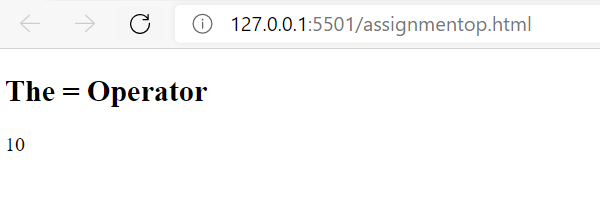 127.0.0.1:5501/assignmentop.html
The = Operator
10